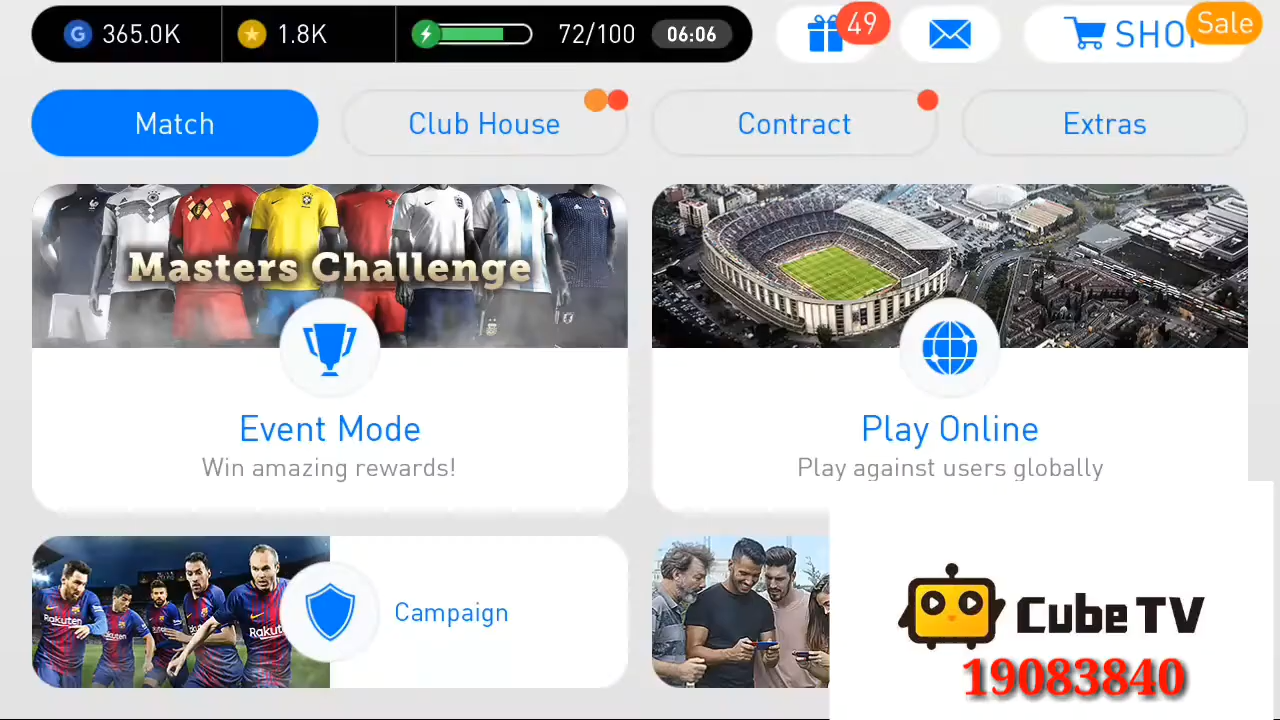 365.0K
1.8K
72/100
06:06
49
Sale
Match
Club House
Contract
Extras
Masters Challenge
Event Mode
Win amazing rewards!
Play Online
Play against users globally
Rakuten
Campaign
Cube TV
19083840